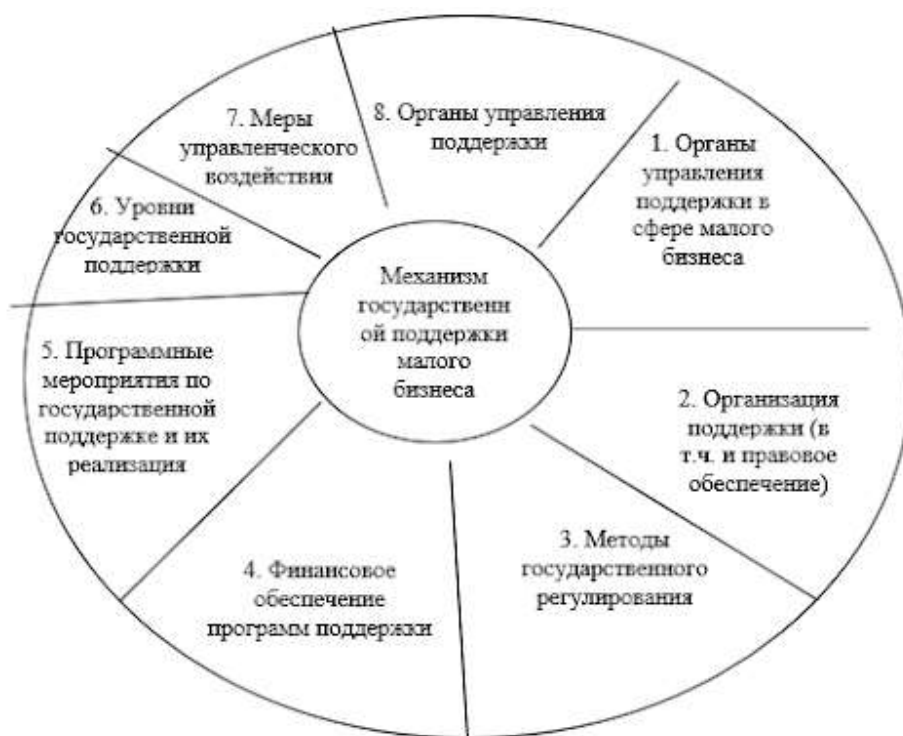 Механизм
государственн
ой поддержки
малого
бизнеса
1. Органы
управления
поддержки в
сфере малого
бизнеса
2. Организация
поддержки (в
т.ч. и правовое
обеспечение)
3. Методы
государственного
регулирования
4. Финансовое
обеспечение
программ поддержки
5. Программные
мероприятия по
государственной
поддержке и их
реализация
6. Уровни
государственной
поддержки
7. Меры
управленческого
воздействия
8. Органы управления
поддержки